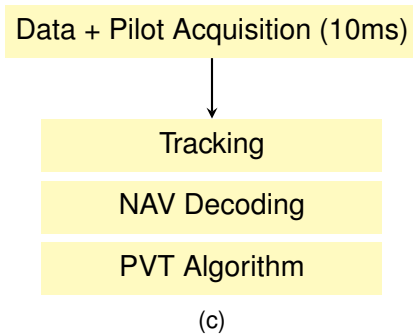 Data + Pilot Acquisition (10ms)
Tracking
NAV Decoding
PVT Algorithm
(c)